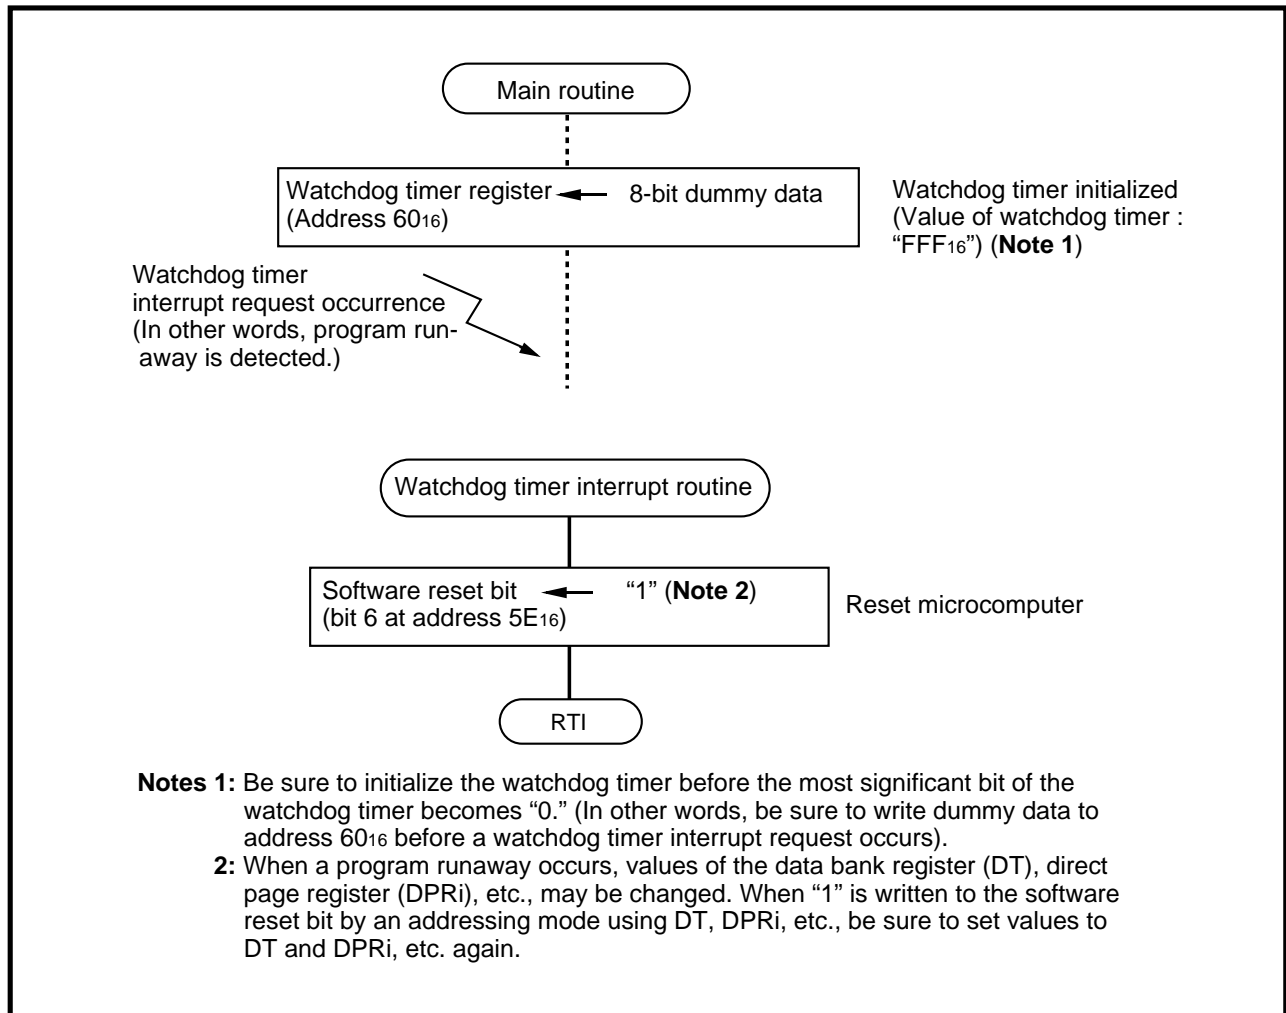 Main routine
Watchdog timer register
8-bit dummy data
(Address 60₁₆)
Watchdog timer initialized
(Value of watchdog timer :
“FFF₁₆”) (Note 1)
Watchdog timer
interrupt request occurrence
(In other words, program run-
away is detected.)
Watchdog timer interrupt routine
Software reset bit
“1” (Note 2)
(bit 6 at address 5E₁₆)
Reset microcomputer
RTI
Notes 1: Be sure to initialize the watchdog timer before the most significant bit of the
watchdog timer becomes “0.” (In other words, be sure to write dummy data to
address 60₁₆ before a watchdog timer interrupt request occurs).
2: When a program runaway occurs, values of the data bank register (DT), direct
page register (DPRi), etc., may be changed. When “1” is written to the software
reset bit by an addressing mode using DT, DPRi, etc., be sure to set values to
DT and DPRi, etc. again.